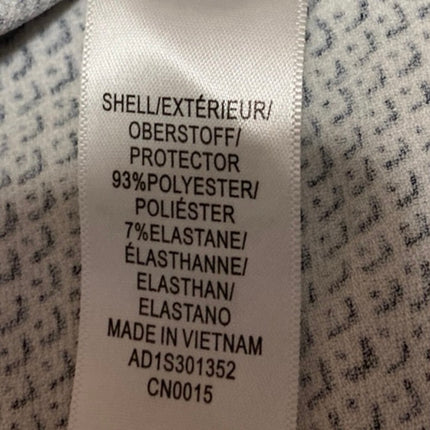 SHELL/EXTÉRIEUR/
OBERSTOFF/
PROTECTOR
93%POLYESTER/
POLIÉSTER
7%ELASTANE/
ÉLASTHANNE/
ELASTHAN/
ELASTANO
MADE IN VIETNAM
AD1S301352
CN0015